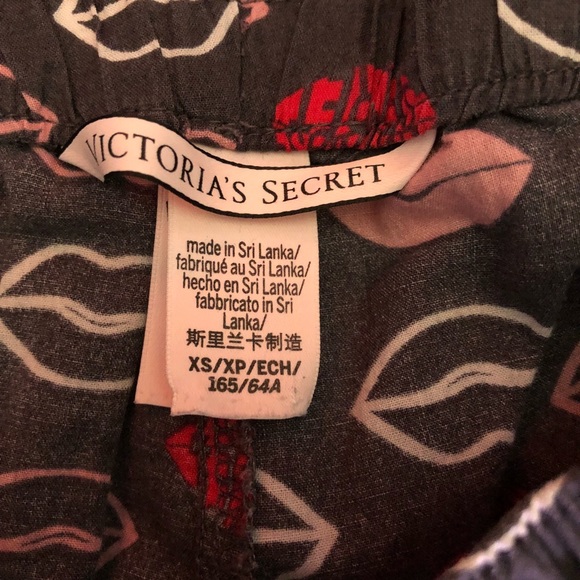 VICTORIA'S SECRET
made in Sri Lanka/
fabriqué au Sri Lanka/
hecho en Sri Lanka/
fabbricato in Sri
Lanka/
斯里兰卡制造
XS/XP/ECH/
165/64A